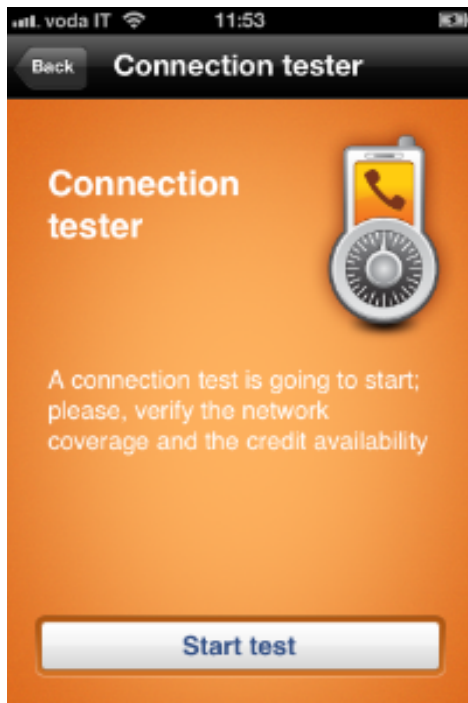 voda IT 11:53
Back Connection tester
Connection
tester
A connection test is going to start;
please, verify the network
coverage and the credit availability
Start test